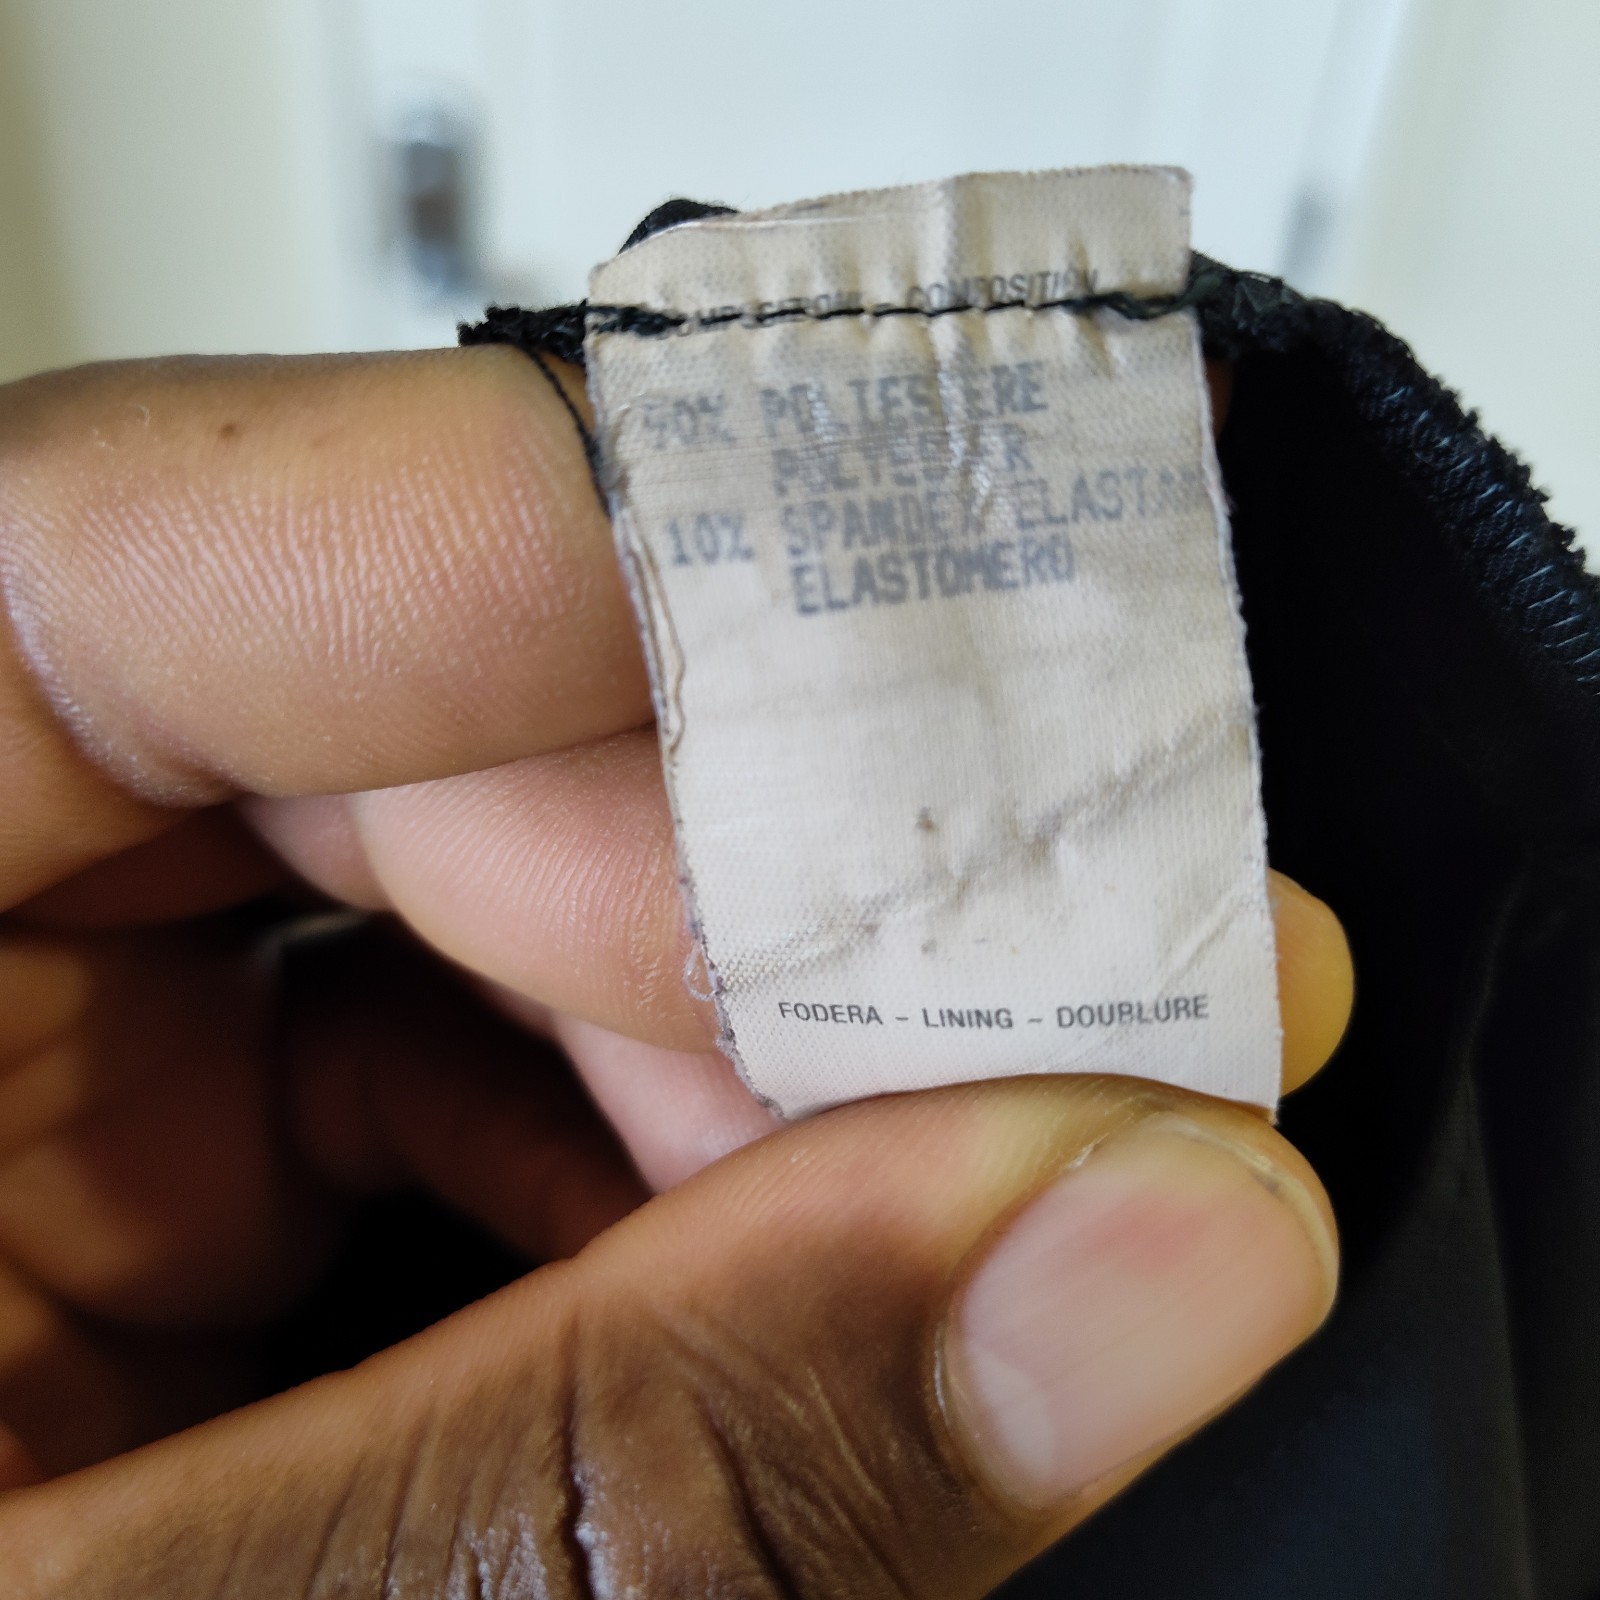 COMPOSITION
90% POLIESTERE
POLYESTER
10% SPANDEX ELASTAN
ELASTOMERO
FODERA - LINING - DOUBLURE